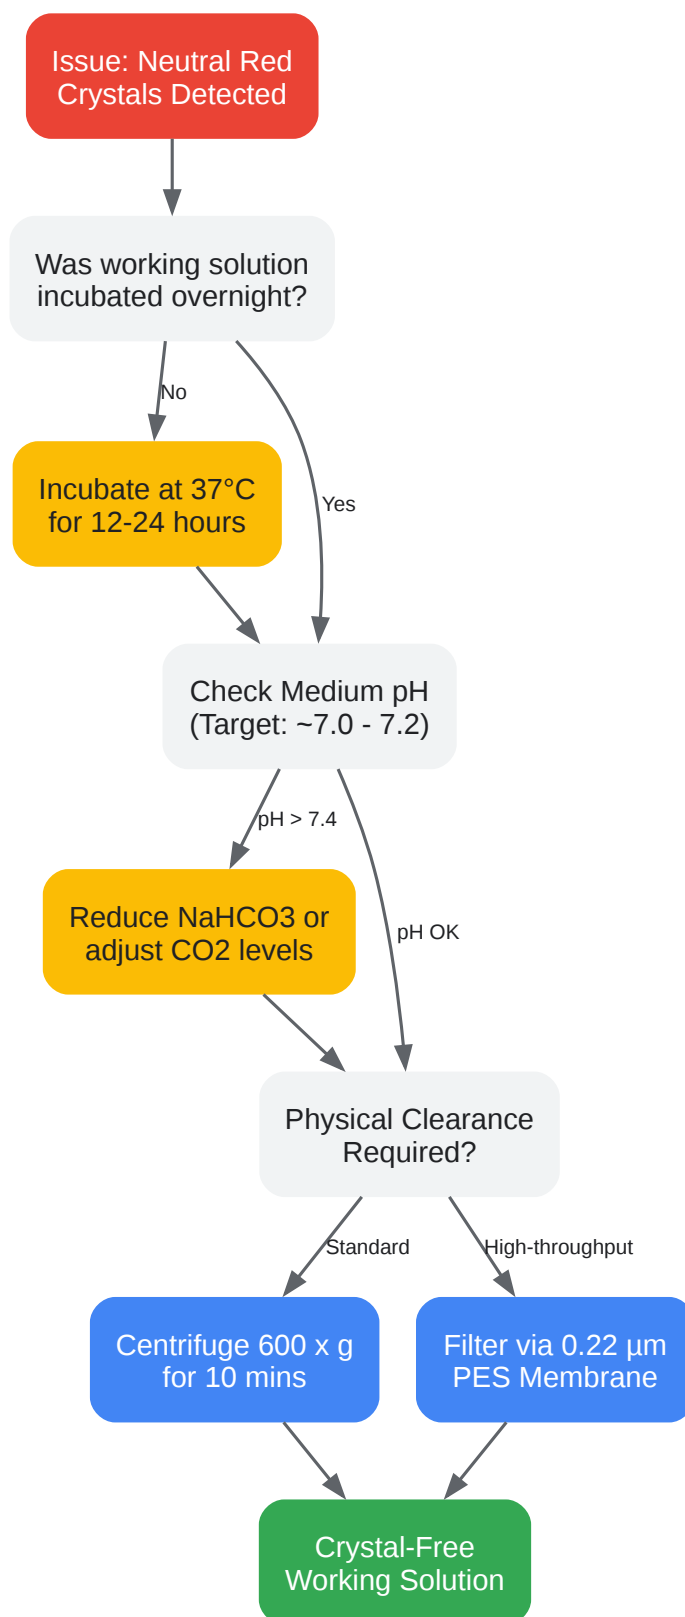 Issue: Neutral Red
Crystals Detected
Was working solution
incubated overnight?
No
Incubate at 37°C
for 12-24 hours
Yes
Check Medium pH
(Target: ~7.0 - 7.2)
pH > 7.4
Reduce NaHCO3 or
adjust CO2 levels
pH OK
Physical Clearance
Required?
Standard
High-throughput
Centrifuge 600 x g
for 10 mins
Filter via 0.22 µm
PES Membrane
Crystal-Free
Working Solution